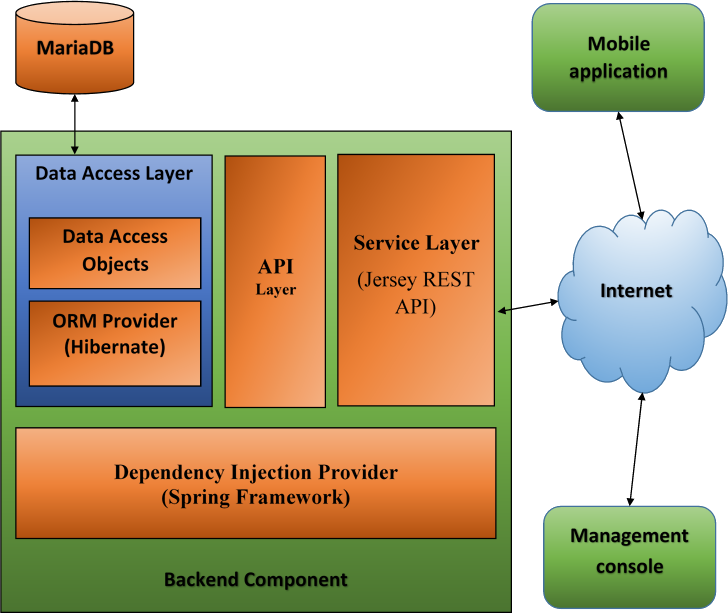 MariaDB
Mobile
application
Data Access Layer
Data Access
Objects
ORM Provider
(Hibernate)
API
Layer
Service Layer
(Jersey REST
API)
Internet
Dependency Injection Provider
(Spring Framework)
Management
console
Backend Component